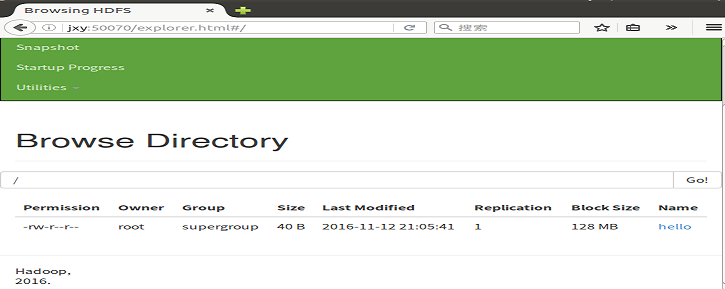 Browsing HDFS
jxy:50070/explorer.html#/
搜索
Snapshot
Startup Progress
Utilities
Browse Directory
/ Go!
Permission Owner Group Size Last Modified Replication Block Size Name
-rw-r--r-- root supergroup 40 B 2016-11-12 21:05:41 1 128 MB hello
Hadoop,
2016.